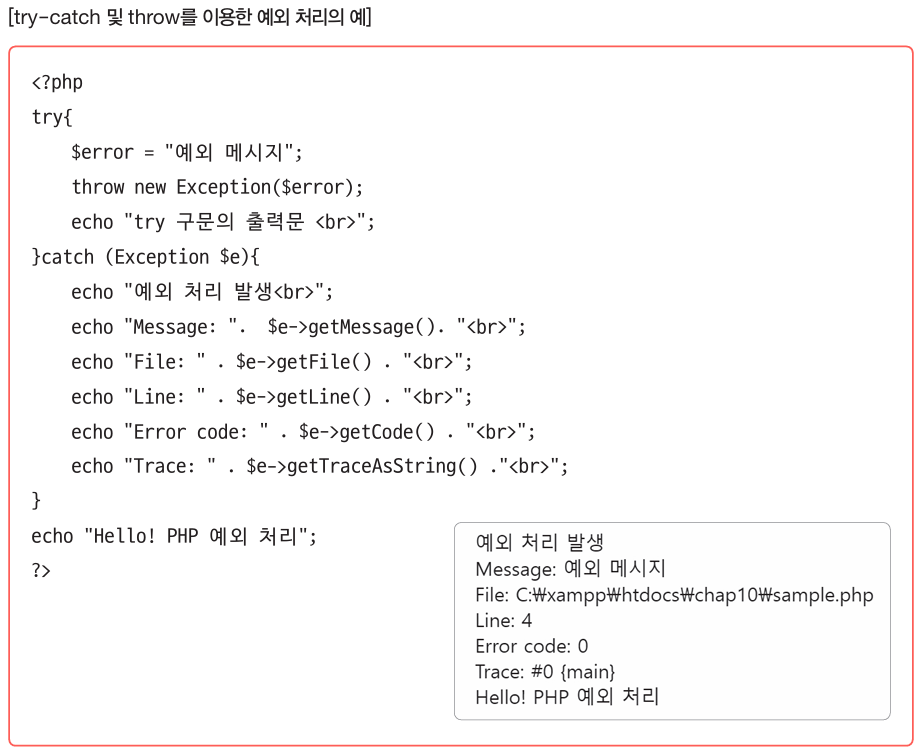 [try-catch 및 throw를 이용한 예외 처리의 예]
<?php
try{
    $error = "예외 메시지";
    throw new Exception($error);
    echo "try 구문의 출력문 <br>";
}catch (Exception $e){
    echo "예외 처리 발생<br>";
    echo "Message: ".  $e->getMessage(). "<br>";
    echo "File: " . $e->getFile() . "<br>";
    echo "Line: " . $e->getLine() . "<br>";
    echo "Error code: " . $e->getCode() . "<br>";
    echo "Trace: " . $e->getTraceAsString() ."<br>";
}
echo "Hello! PHP 예외 처리";
?>
예외 처리 발생
Message: 예외 메시지
File: C:₩xampp₩htdocs₩chap10₩sample.php
Line: 4
Error code: 0
Trace: #0 {main}
Hello! PHP 예외 처리